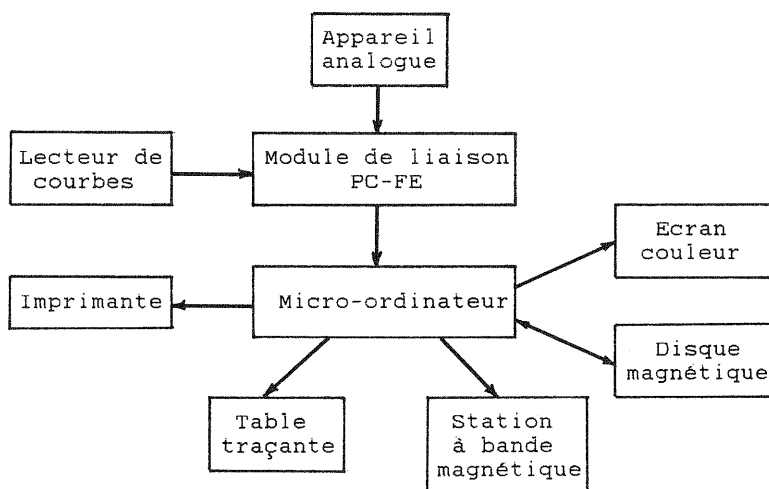 Appareil
analogue
Lecteur de
courbes
Module de liaison
PC-FE
Ecran
couleur
Imprimante
Micro-ordinateur
Disque
magnétique
Table
traçante
Station
à bande
magnétique